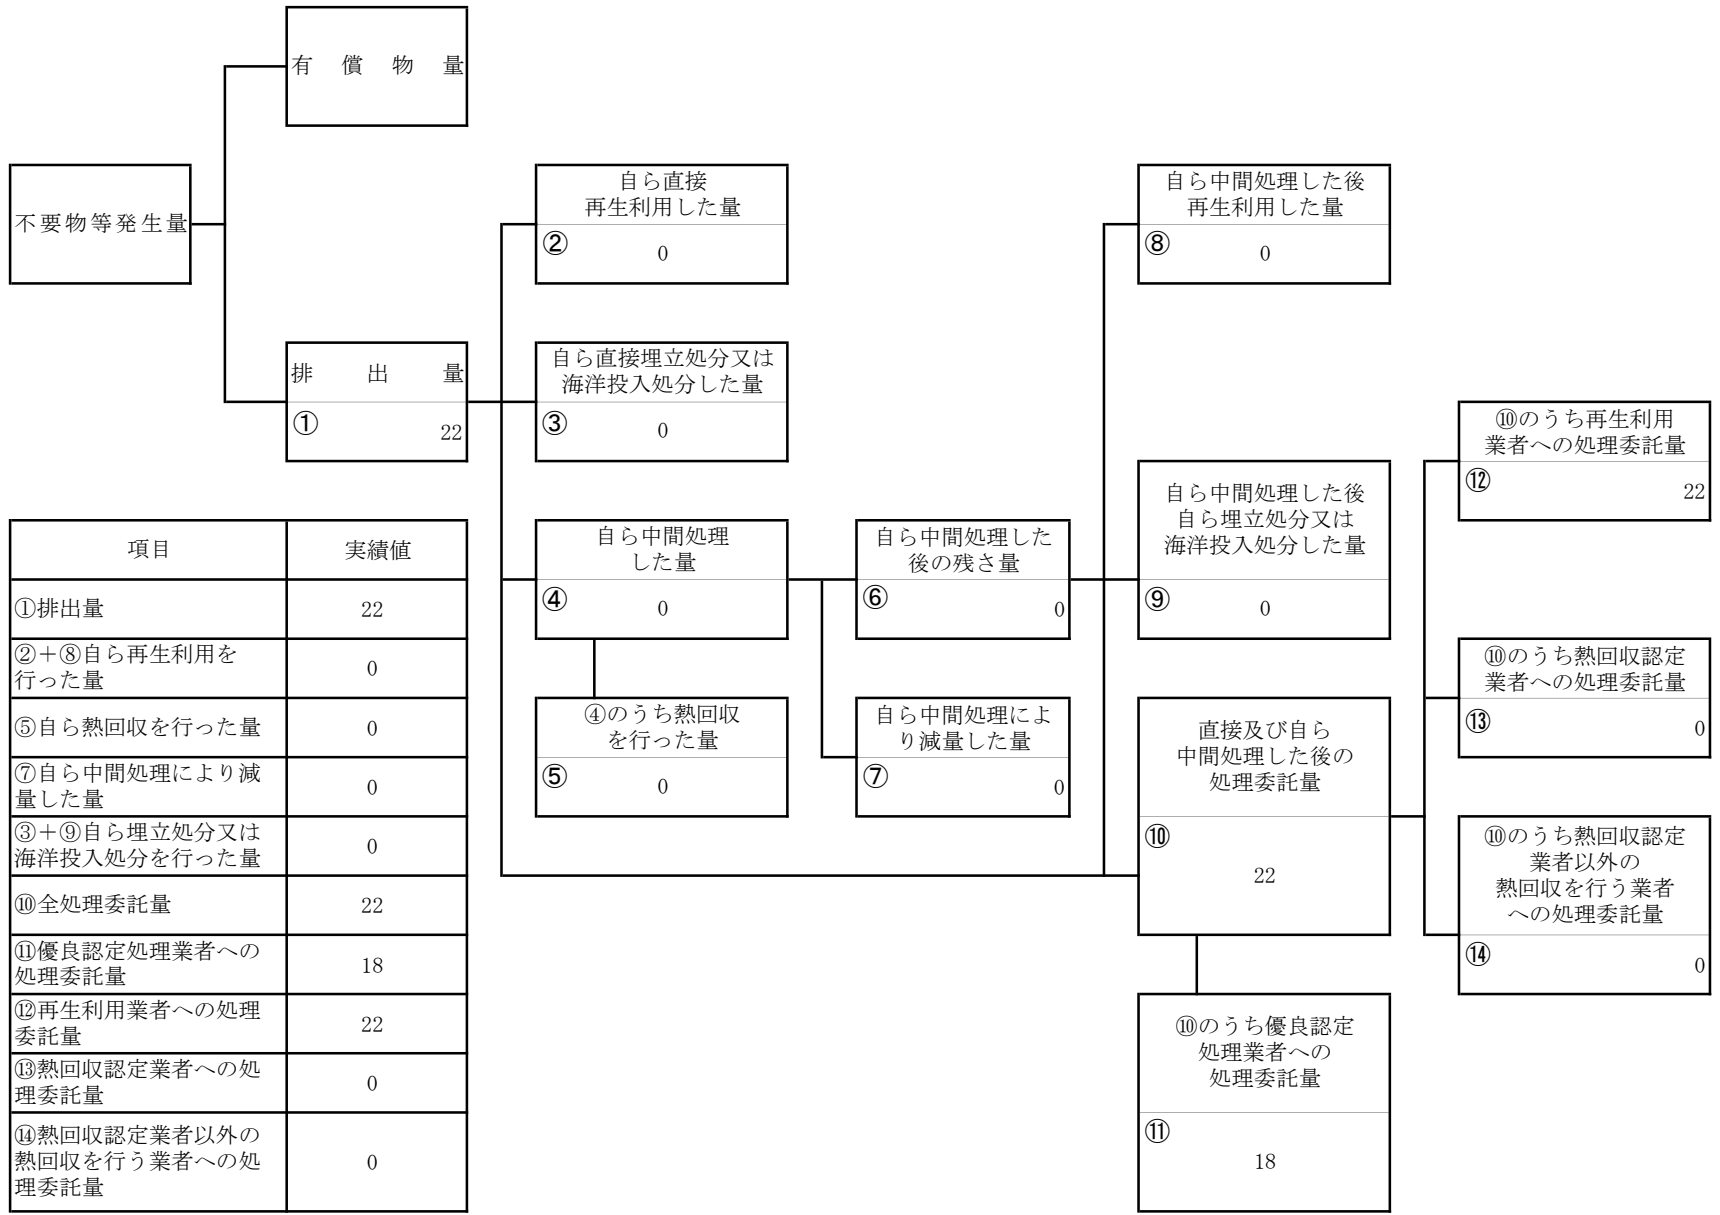 有償物量
不要物等発生量
排出量
①
22
自ら直接
再生利用した量
②
0
自ら直接埋立処分又は
海洋投入処分した量
③
0
自ら中間処理
した量
④
0
④のうち熱回収
を行った量
⑤
0
自ら中間処理した
後の残さ量
⑥
0
自ら中間処理によ
り減量した量
⑦
0
自ら中間処理した後
再生利用した量
⑧
0
自ら中間処理した後
自ら埋立処分又は
海洋投入処分した量
⑨
0
直接及び自ら
中間処理した後の
処理委託量
⑩
22
⑩のうち優良認定
処理業者への
処理委託量
⑪
18
⑩のうち再生利用
業者への処理委託量
⑫
22
⑩のうち熱回収認定
業者への処理委託量
⑬
0
⑩のうち熱回収認定
業者以外の
熱回収を行う業者
への処理委託量
⑭
0
項目 実績値
①排出量 22
②＋⑧自ら再生利用を
行った量 0
⑤自ら熱回収を行った量 0
⑦自ら中間処理により減
量した量 0
③＋⑨自ら埋立処分又は
海洋投入処分を行った量 0
⑩全処理委託量 22
⑪優良認定処理業者への
処理委託量 18
⑫再生利用業者への処理
委託量 22
⑬熱回収認定業者への処
理委託量 0
⑭熱回収認定業者以外の
熱回収を行う業者への処
理委託量 0